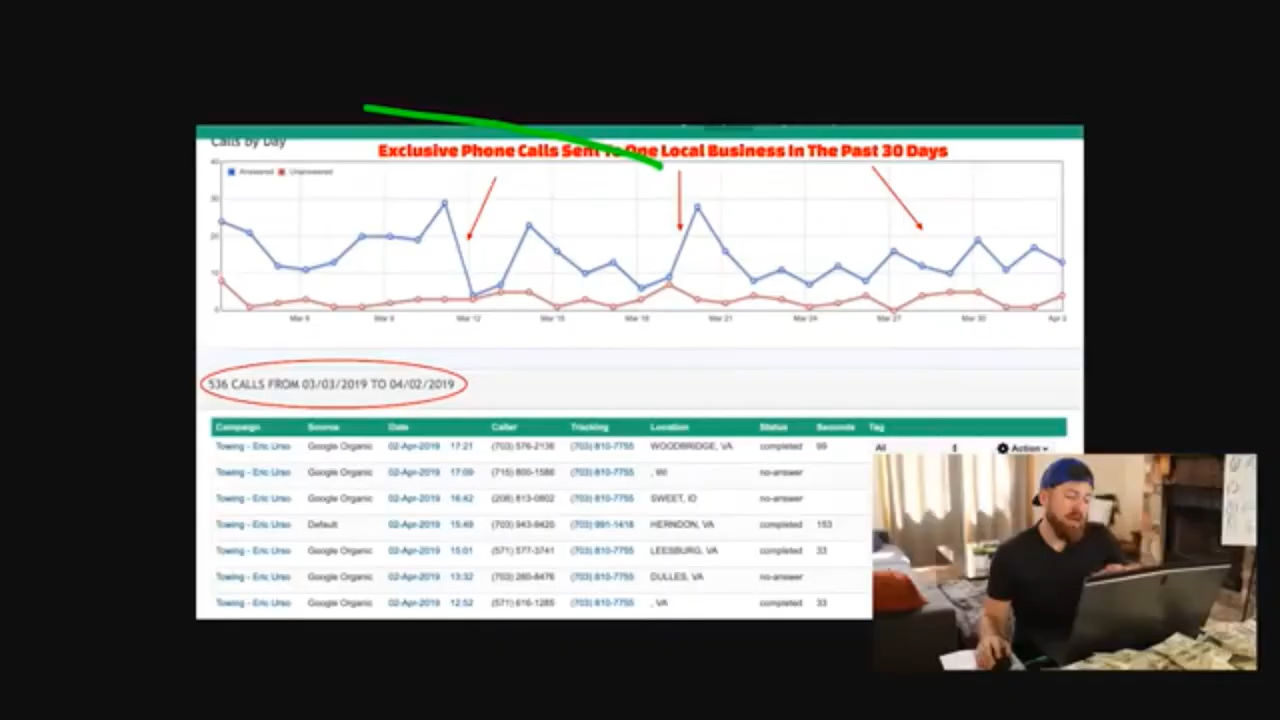 Calls by Day
Exclusive Phone Calls Sent To One Local Business In The Past 30 Days
40
Answered Unanswered
30
20
10
0
Mar 6 Mar 9 Mar 12 Mar 15 Mar 18 Mar 21 Mar 24 Mar 27 Mar 30 Apr 2
536 CALLS FROM 03/03/2019 TO 04/02/2019
Campaign Source Date Caller Tracking Location Status Seconds Tag
Towing - Eric Urso Google Organic 02-Apr-2019 17:21 (703) 576-2136 (703) 810-7755 WOODBRIDGE, VA completed 99 All Action
Towing - Eric Urso Google Organic 02-Apr-2019 17:09 (715) 800-1586 (703) 810-7755 , WI no-answer
Towing - Eric Urso Google Organic 02-Apr-2019 16:42 (208) 813-0802 (703) 810-7755 SWEET, ID no-answer
Towing - Eric Urso Default 02-Apr-2019 15:49 (703) 943-9420 (703) 991-1418 HERNDON, VA completed 153
Towing - Eric Urso Google Organic 02-Apr-2019 15:01 (571) 577-3741 (703) 810-7755 LEESBURG, VA completed 33
Towing - Eric Urso Google Organic 02-Apr-2019 13:32 (703) 260-8476 (703) 810-7755 DULLES, VA no-answer
Towing - Eric Urso Google Organic 02-Apr-2019 12:52 (571) 616-1285 (703) 810-7755 , VA completed 33